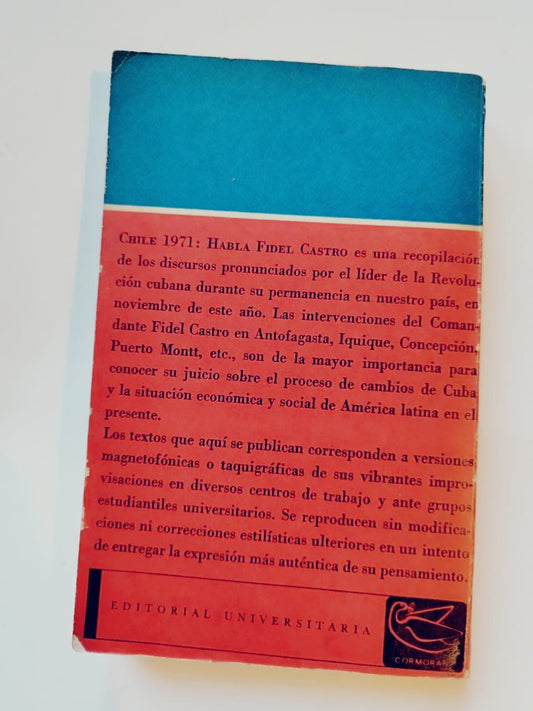 CHILE 1971: HABLA FIDEL CASTRO es una recopilación
de los discursos pronunciados por el líder de la Revolu-
ción cubana durante su permanencia en nuestro país, en
noviembre de este año. Las intervenciones del Coman-
dante Fidel Castro en Antofagasta, Iquique, Concepción,
Puerto Montt, etc., son de la mayor importancia para
conocer su juicio sobre el proceso de cambios de Cuba
y la situación económica y social de América latina en el
presente.
Los textos que aquí se publican corresponden a versiones
magnetofónicas o taquigráficas de sus vibrantes impro-
visaciones en diversos centros de trabajo y ante grupos
estudiantiles universitarios. Se reproducen sin modifica-
ciones ni correcciones estilísticas ulteriores en un intento
de entregar la expresión más auténtica de su pensamiento.
EDITORIAL UNIVERSITARIA
CORMORAN